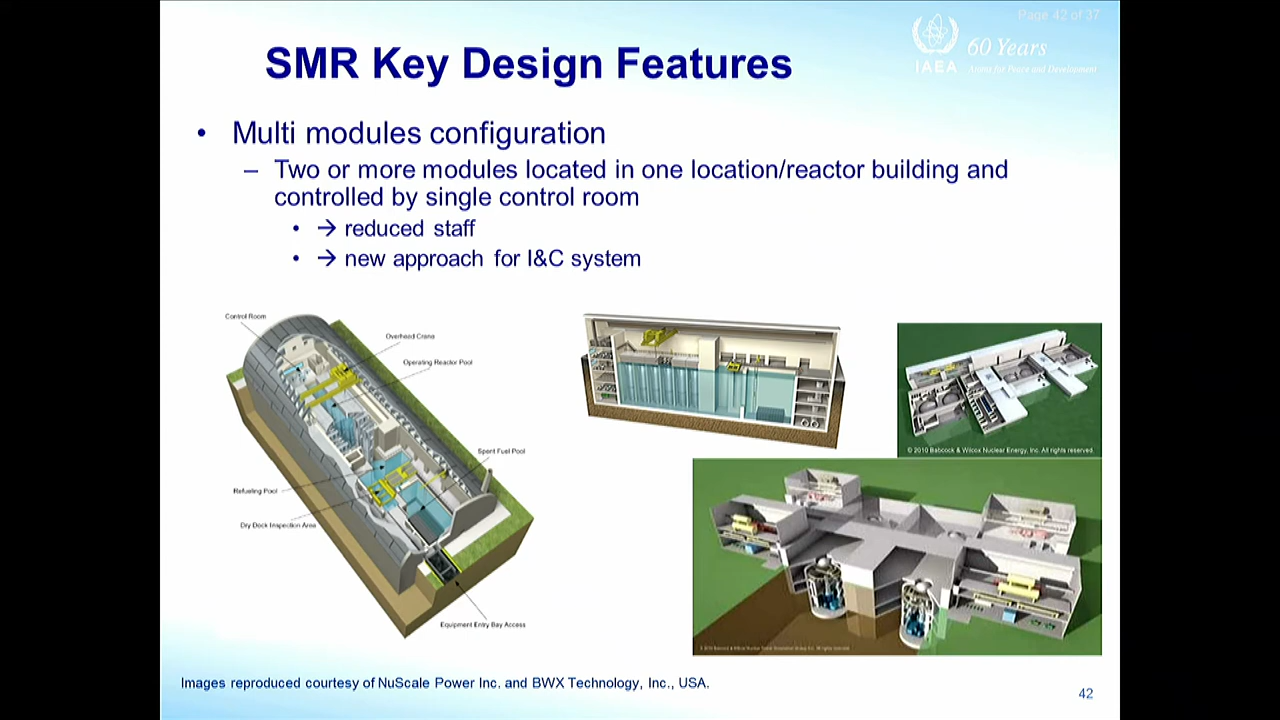 Page 42 of 37
SMR Key Design Features
60 Years
IAEA Atoms for Peace and Development
• Multi modules configuration
– Two or more modules located in one location/reactor building and
controlled by single control room
• → reduced staff
• → new approach for I&C system
Control Room
Overhead Crane
Operating Reactor Pool
Spent Fuel Pool
Refueling Pool
Dry Dock Inspection Area
Equipment Entry Bay Access
© 2010 Babcock & Wilcox Nuclear Energy, Inc. All rights reserved.
Images reproduced courtesy of NuScale Power Inc. and BWX Technology, Inc., USA.
42